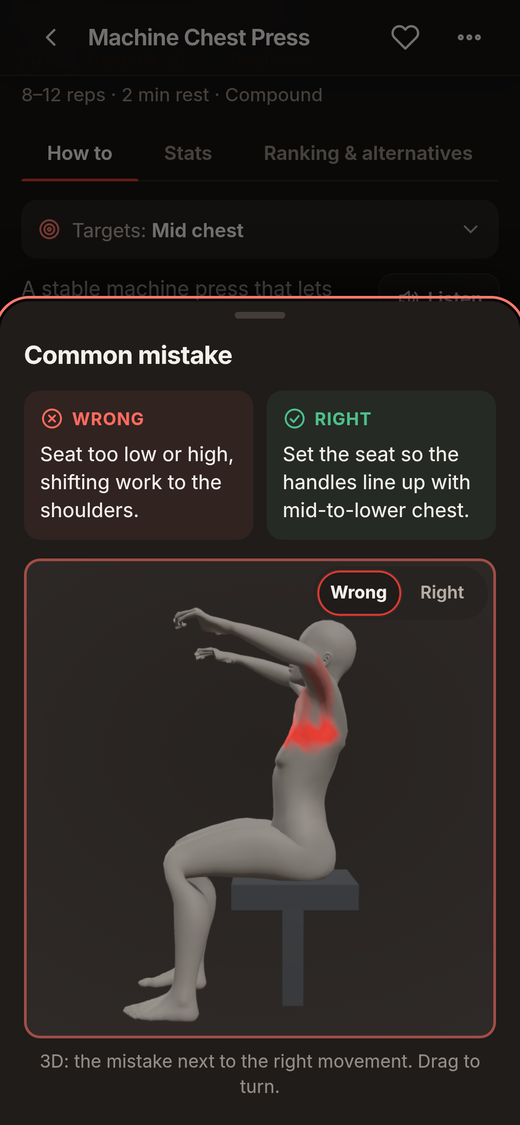 Machine Chest Press
8–12 reps · 2 min rest · Compound
How to
Stats
Ranking & alternatives
Targets: Mid chest
A stable machine press that lets
Listen
Common mistake
WRONG
Seat too low or high,
shifting work to the
shoulders.
RIGHT
Set the seat so the
handles line up with
mid-to-lower chest.
Wrong
Right
3D: the mistake next to the right movement. Drag to
turn.